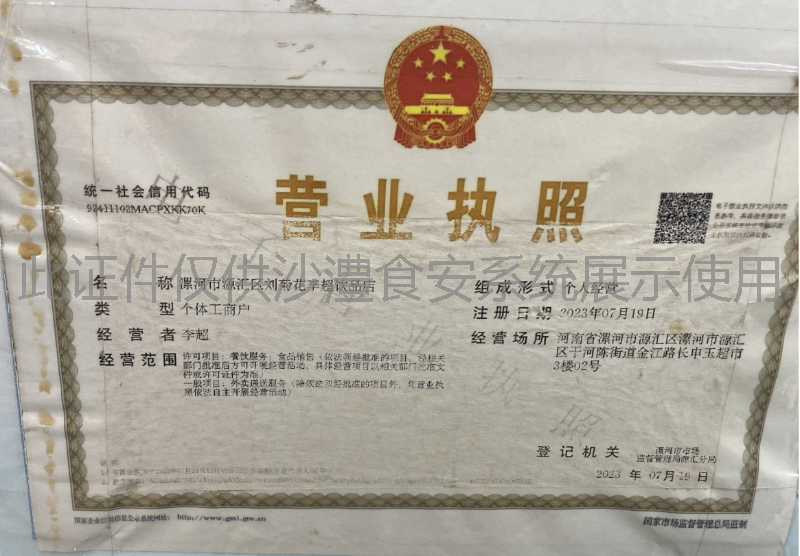 营业执照
统一社会信用代码
92411102MACPXKK70K
此证件仅供沙澧食安系统展示使用
名 称 漯河市源汇区刘菊花李超饮品店
类 型 个体工商户
经营者 李超
经营范围 许可项目：餐饮服务；食品销售（依法须经批准的项目，经相关
部门批准后方可开展经营活动，具体经营项目以相关部门批准文
件或许可证件为准）
一般项目：外卖递送服务（除依法须经批准的项目外，凭营业执
照依法自主开展经营活动）
组成形式 个人经营
注册日期 2023年07月19日
经营场所 河南省漯河市源汇区漯河市源汇
区干河陈街道金江路长申玉超市
3楼02号
登记机关 漯河市市场
监督管理局源汇分局
2023 年 07月 19 日
国家企业信用信息公示系统网址：http://www.gsxt.gov.cn
国家市场监督管理总局监制